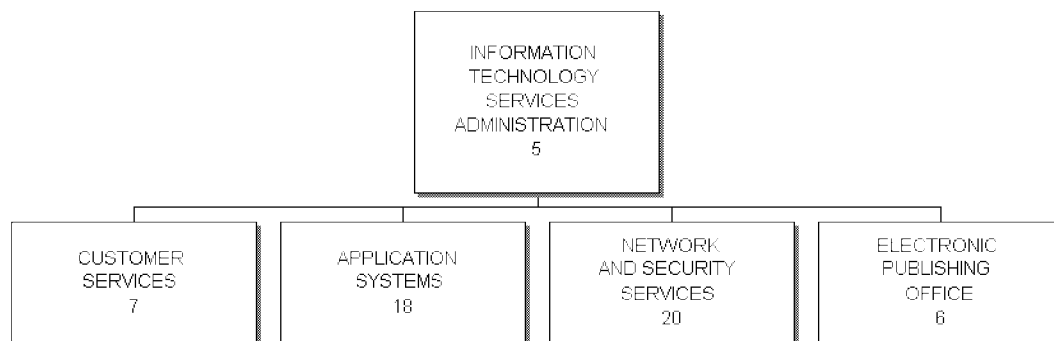 INFORMATION
TECHNOLOGY
SERVICES
ADMINISTRATION
5
CUSTOMER
SERVICES
7
APPLICATION
SYSTEMS
18
NETWORK
AND SECURITY
SERVICES
20
ELECTRONIC
PUBLISHING
OFFICE
6